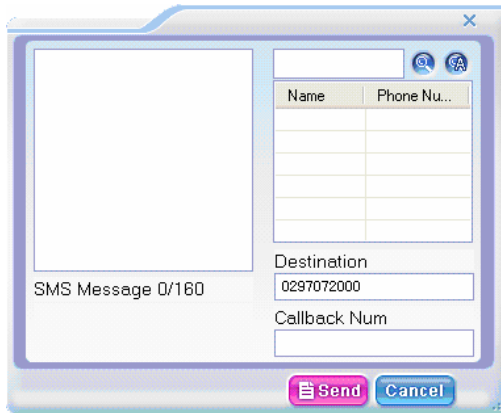 Name Phone Nu...
SMS Message 0/160
Destination
0297072000
Callback Num
Send Cancel